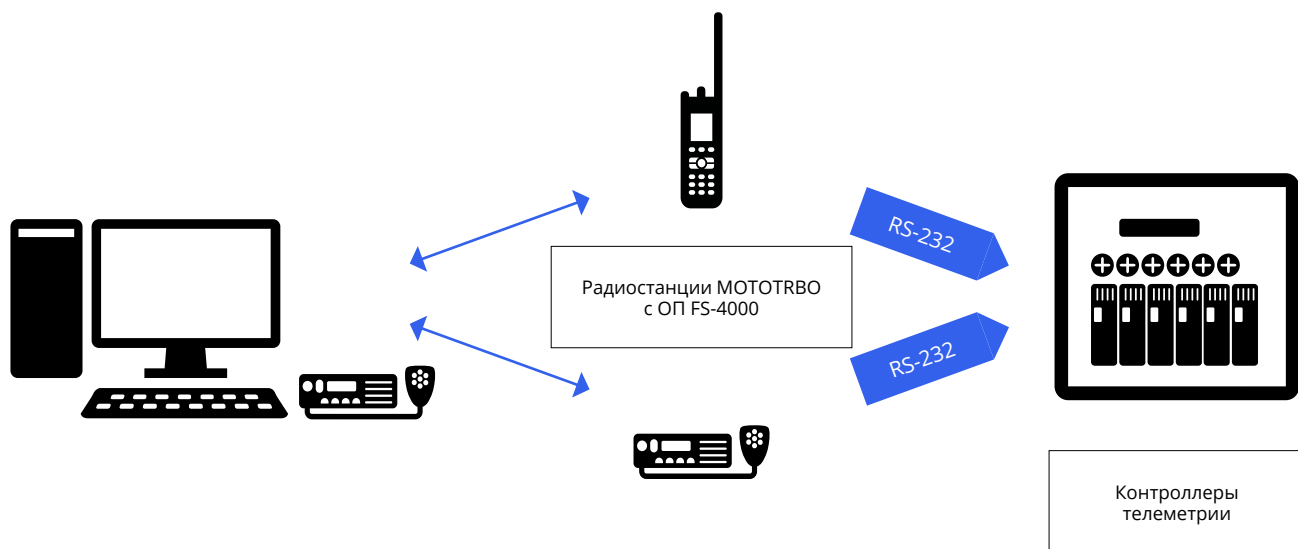 RS-232
Радиостанции MOTOTRBO
с ОП FS-4000
RS-232
Контроллеры
телеметрии